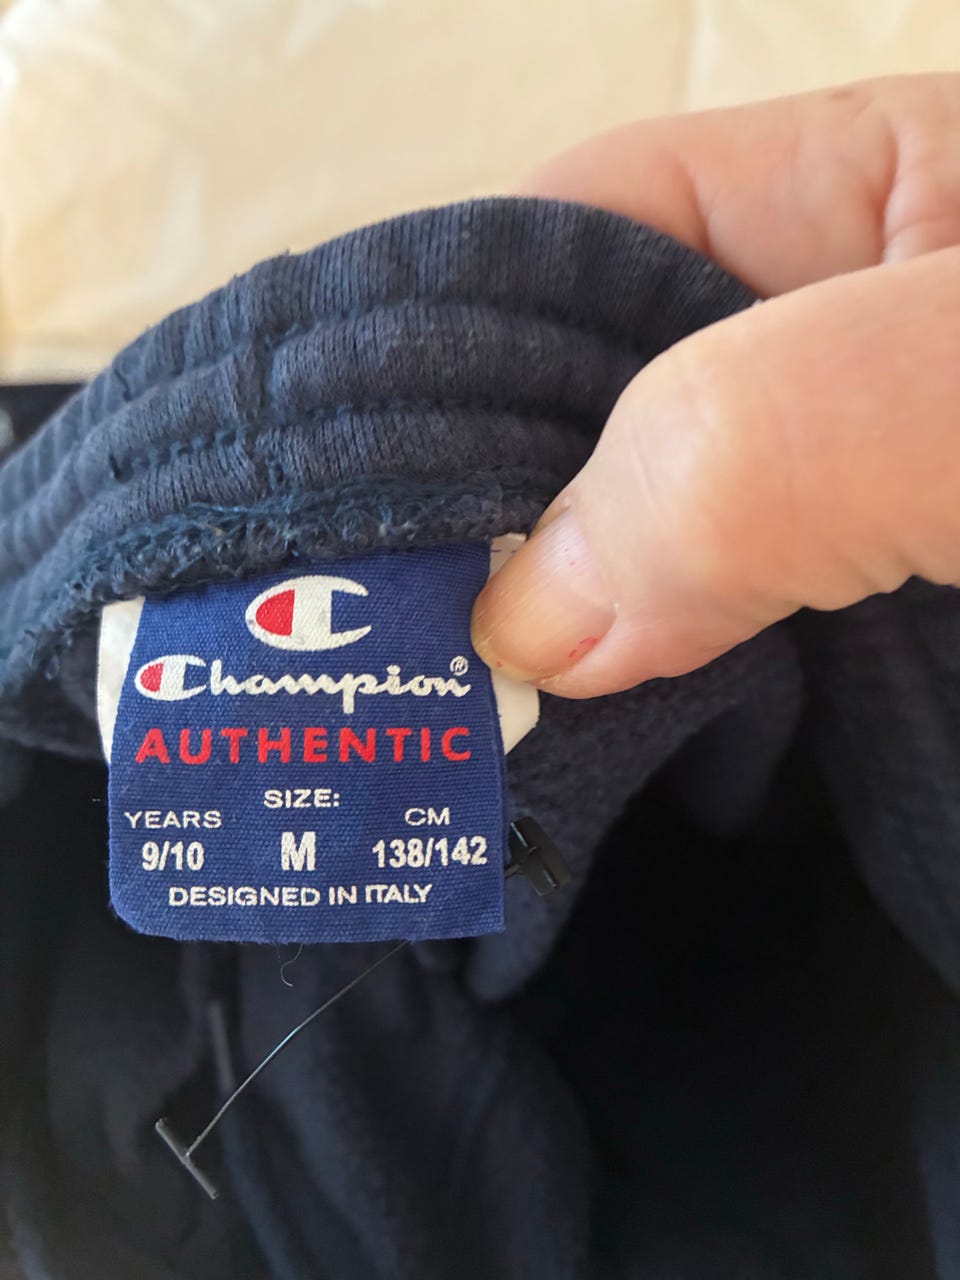 Champion®
AUTHENTIC
SIZE:
YEARS CM
9/10 M 138/142
DESIGNED IN ITALY